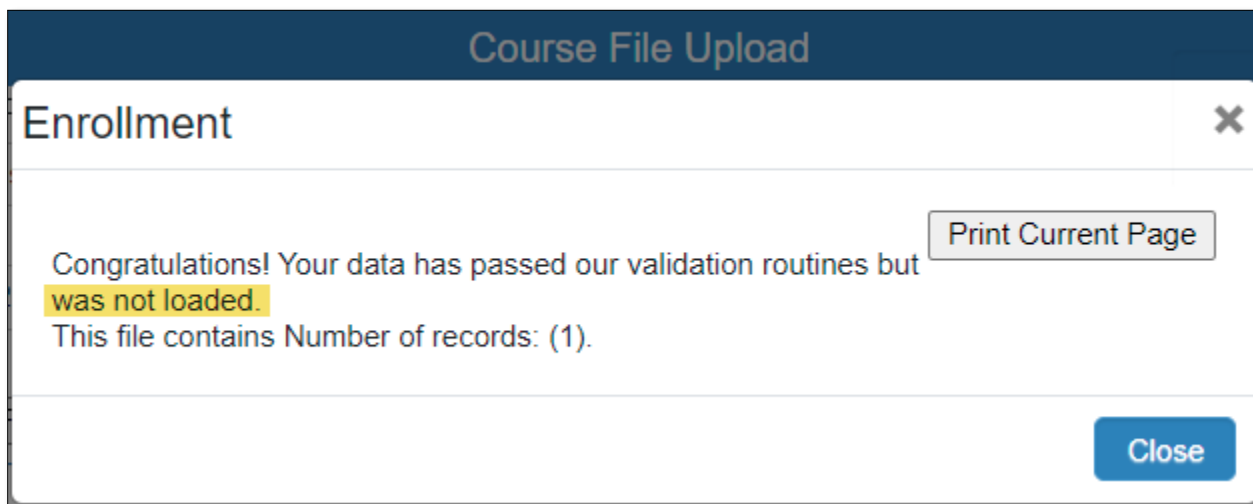 Course File Upload
Enrollment
Print Current Page
Congratulations! Your data has passed our validation routines but
was not loaded.
This file contains Number of records: (1).
Close